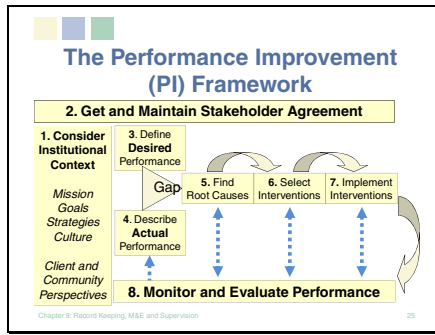 The Performance Improvement
(PI) Framework
2. Get and Maintain Stakeholder Agreement
1. Consider
Institutional
Context
Mission
Goals
Strategies
Culture
Client and
Community
Perspectives
3. Define
Desired
Performance
Gap
4. Describe
Actual
Performance
5. Find
Root Causes
6. Select
Interventions
7. Implement
Interventions
8. Monitor and Evaluate Performance
Chapter 9: Record Keeping, M&E and Supervision
25